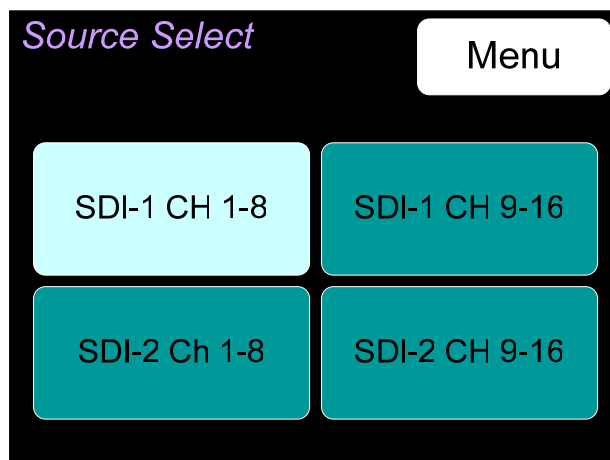 Source Select
Menu
SDI-1 CH 1-8
SDI-1 CH 9-16
SDI-2 Ch 1-8
SDI-2 CH 9-16